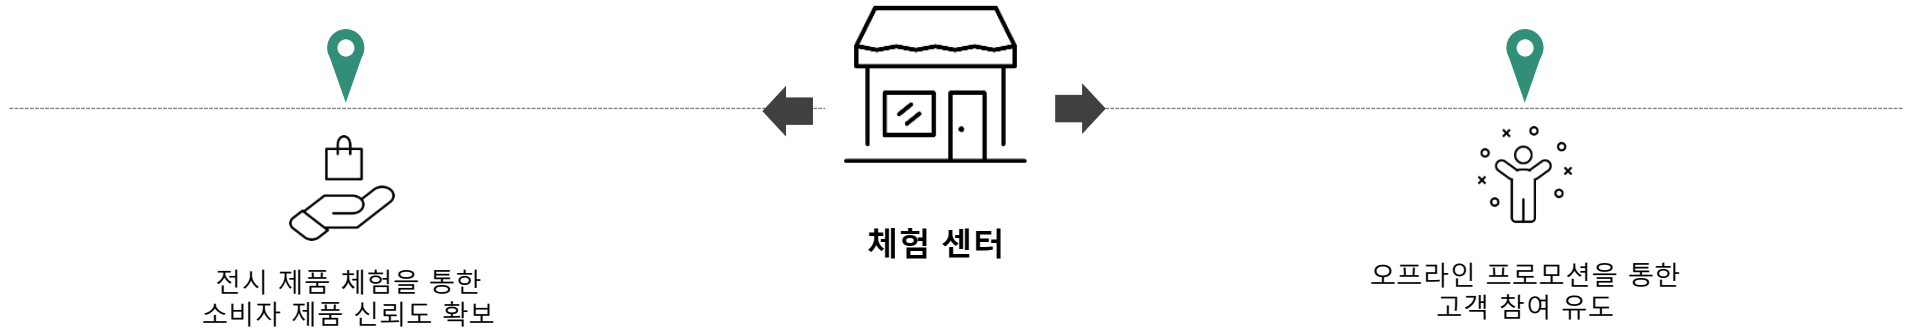 체험 센터
전시 제품 체험을 통한
소비자 제품 신뢰도 확보
오프라인 프로모션을 통한
고객 참여 유도